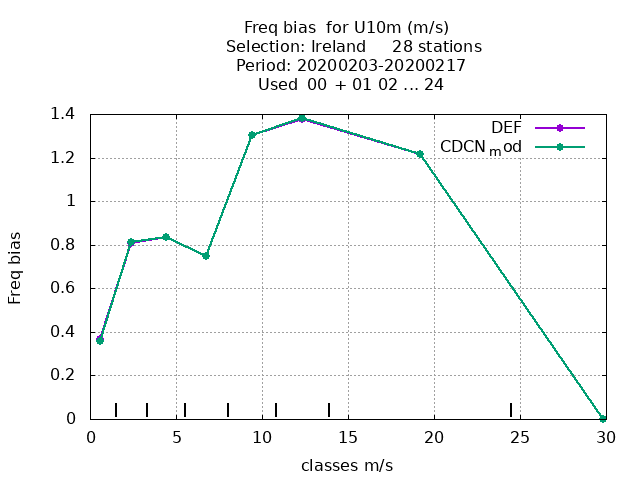 Freq bias  for U10m (m/s)
Selection: Ireland     28 stations
Period: 20200203-20200217
Used  00 + 01 02 ... 24
DEF
CDCN_mod
Freq bias
1.4
1.2
1
0.8
0.6
0.4
0.2
0
0 5 10 15 20 25 30
classes m/s